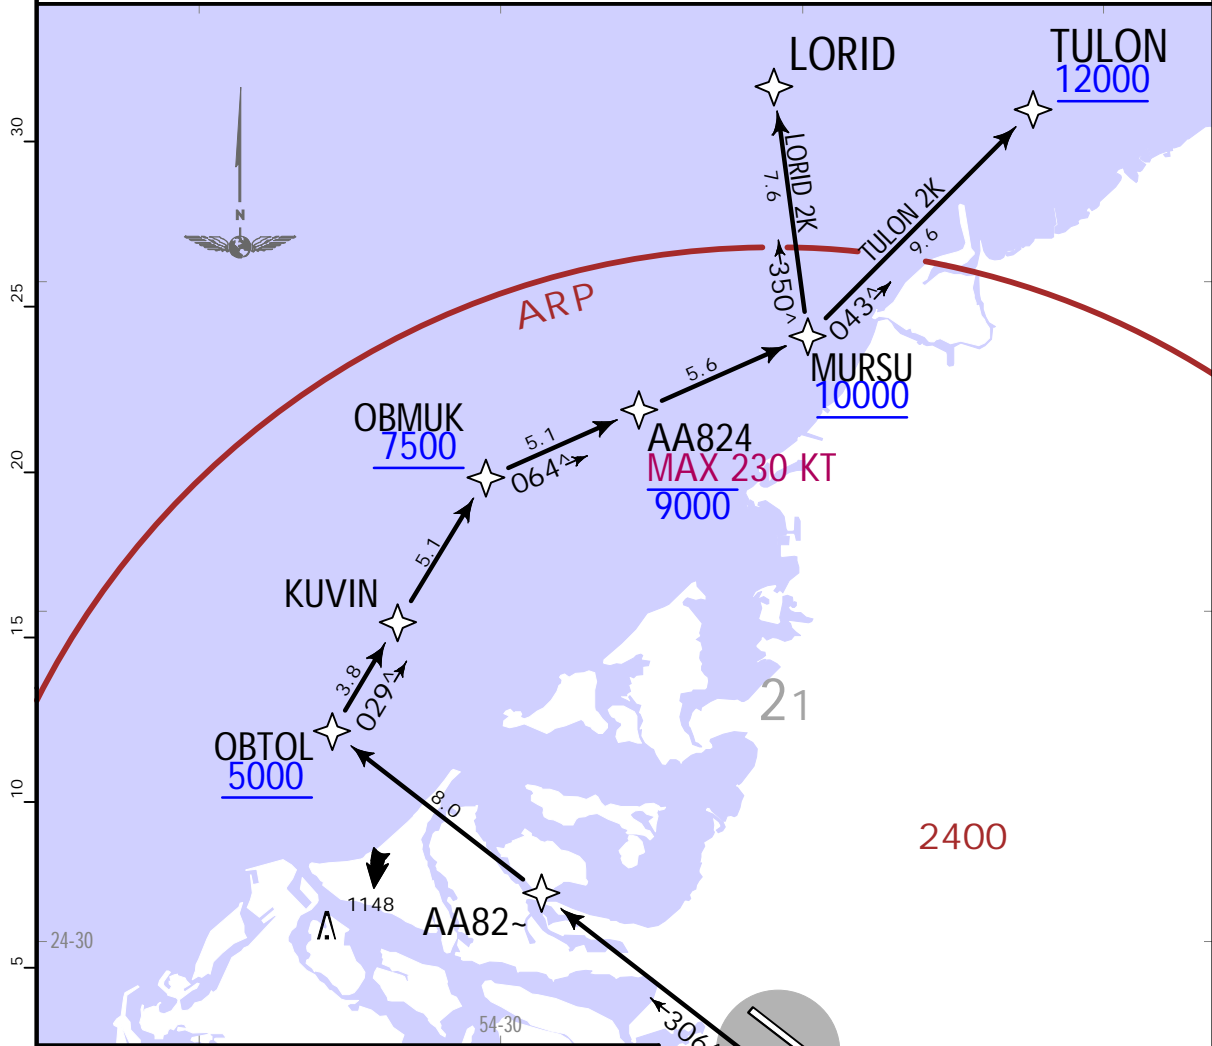 LORID
TULON
12000
30
LORID 2K
7.6
TULON 2K
9.6
N
25
ARP
350^
043^
MURSU
10000
5.6
OBMUK
7500
5.1
064^
AA824
MAX 230 KT
9000
20
5.1
KUVIN
15
3.8
029^
21
OBTOL
5000
10
8.0
2400
1148
AA82~
24-30
5
54-30
306^